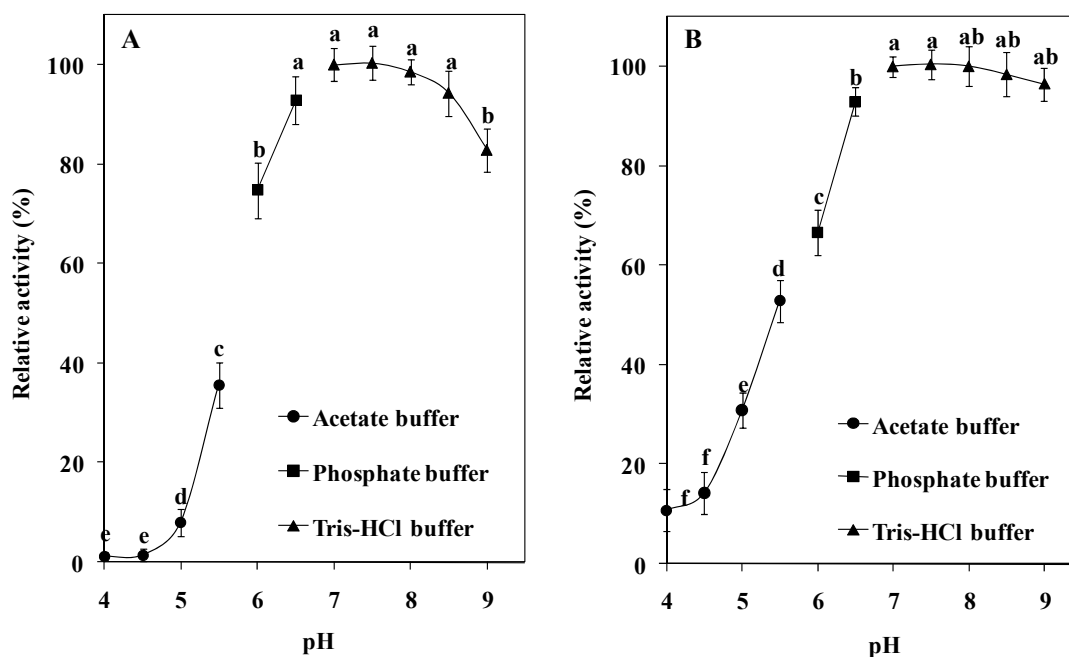 A
100
80
60
40
20
0
Relative activity (%)
a
a
a
a
a
b
b
c
d
e
e
Acetate buffer
Phosphate buffer
Tris-HCl buffer
4 5 6 7 8 9
pH
B
100
80
60
40
20
0
Relative activity (%)
a
a
ab
ab
ab
b
c
d
e
f
f
Acetate buffer
Phosphate buffer
Tris-HCl buffer
4 5 6 7 8 9
pH